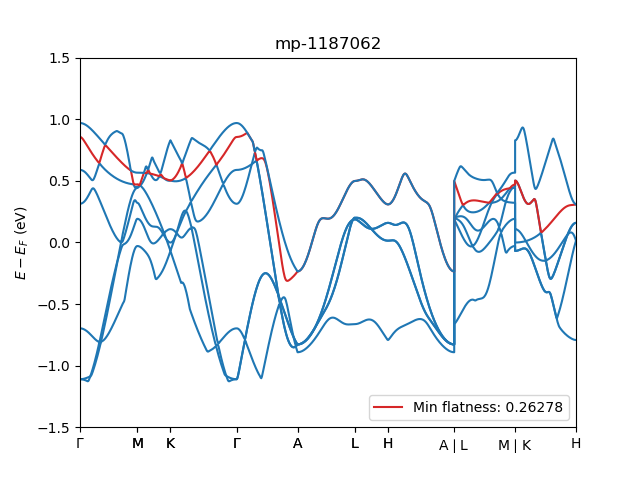 mp-1187062
E − E_F (eV)
1.5
1.0
0.5
0.0
−0.5
−1.0
−1.5
Min flatness: 0.26278
Γ M K Γ A L H A | L M | K H